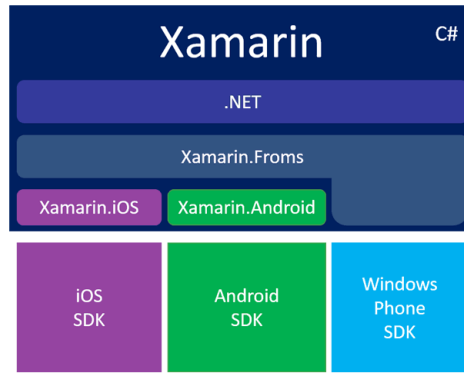 Xamarin
C#
.NET
Xamarin.Froms
Xamarin.iOS
Xamarin.Android
iOS
SDK
Android
SDK
Windows
Phone
SDK